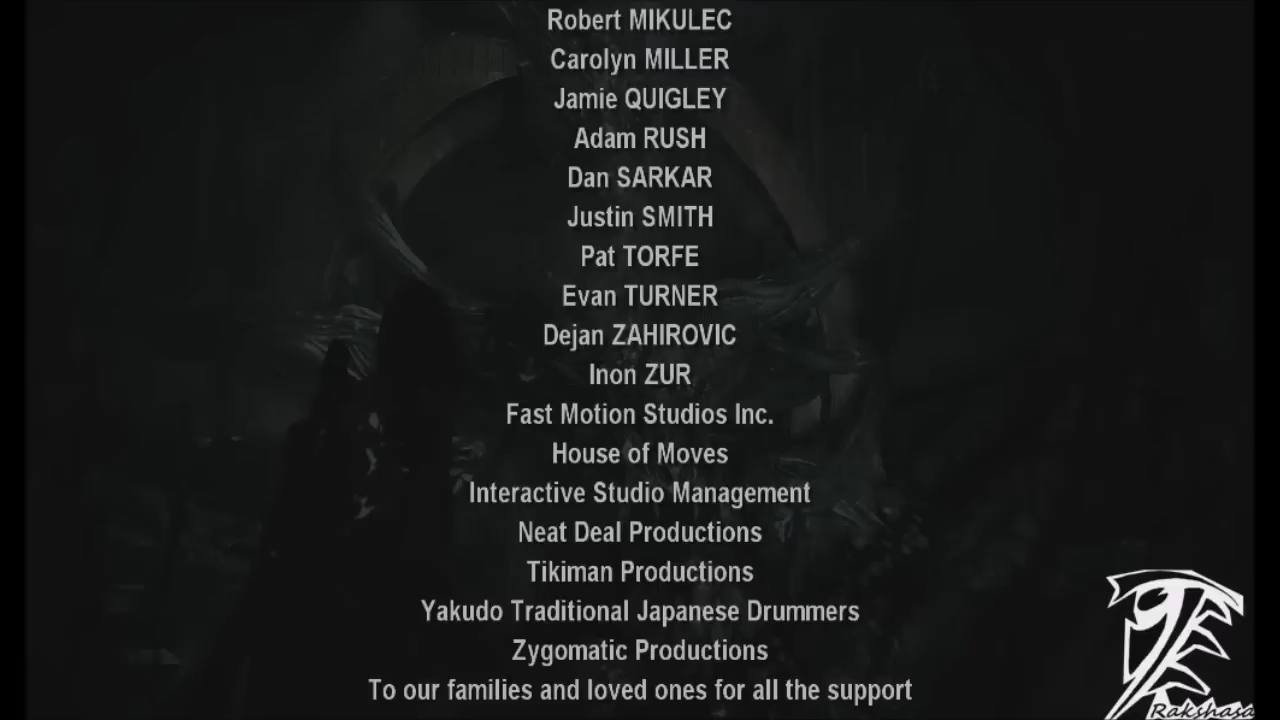 Robert MIKULEC
Carolyn MILLER
Jamie QUIGLEY
Adam RUSH
Dan SARKAR
Justin SMITH
Pat TORFE
Evan TURNER
Dejan ZAHIROVIC
Inon ZUR
Fast Motion Studios Inc.
House of Moves
Interactive Studio Management
Neat Deal Productions
Tikiman Productions
Yakudo Traditional Japanese Drummers
Zygomatic Productions
To our families and loved ones for all the support
Rakshasa